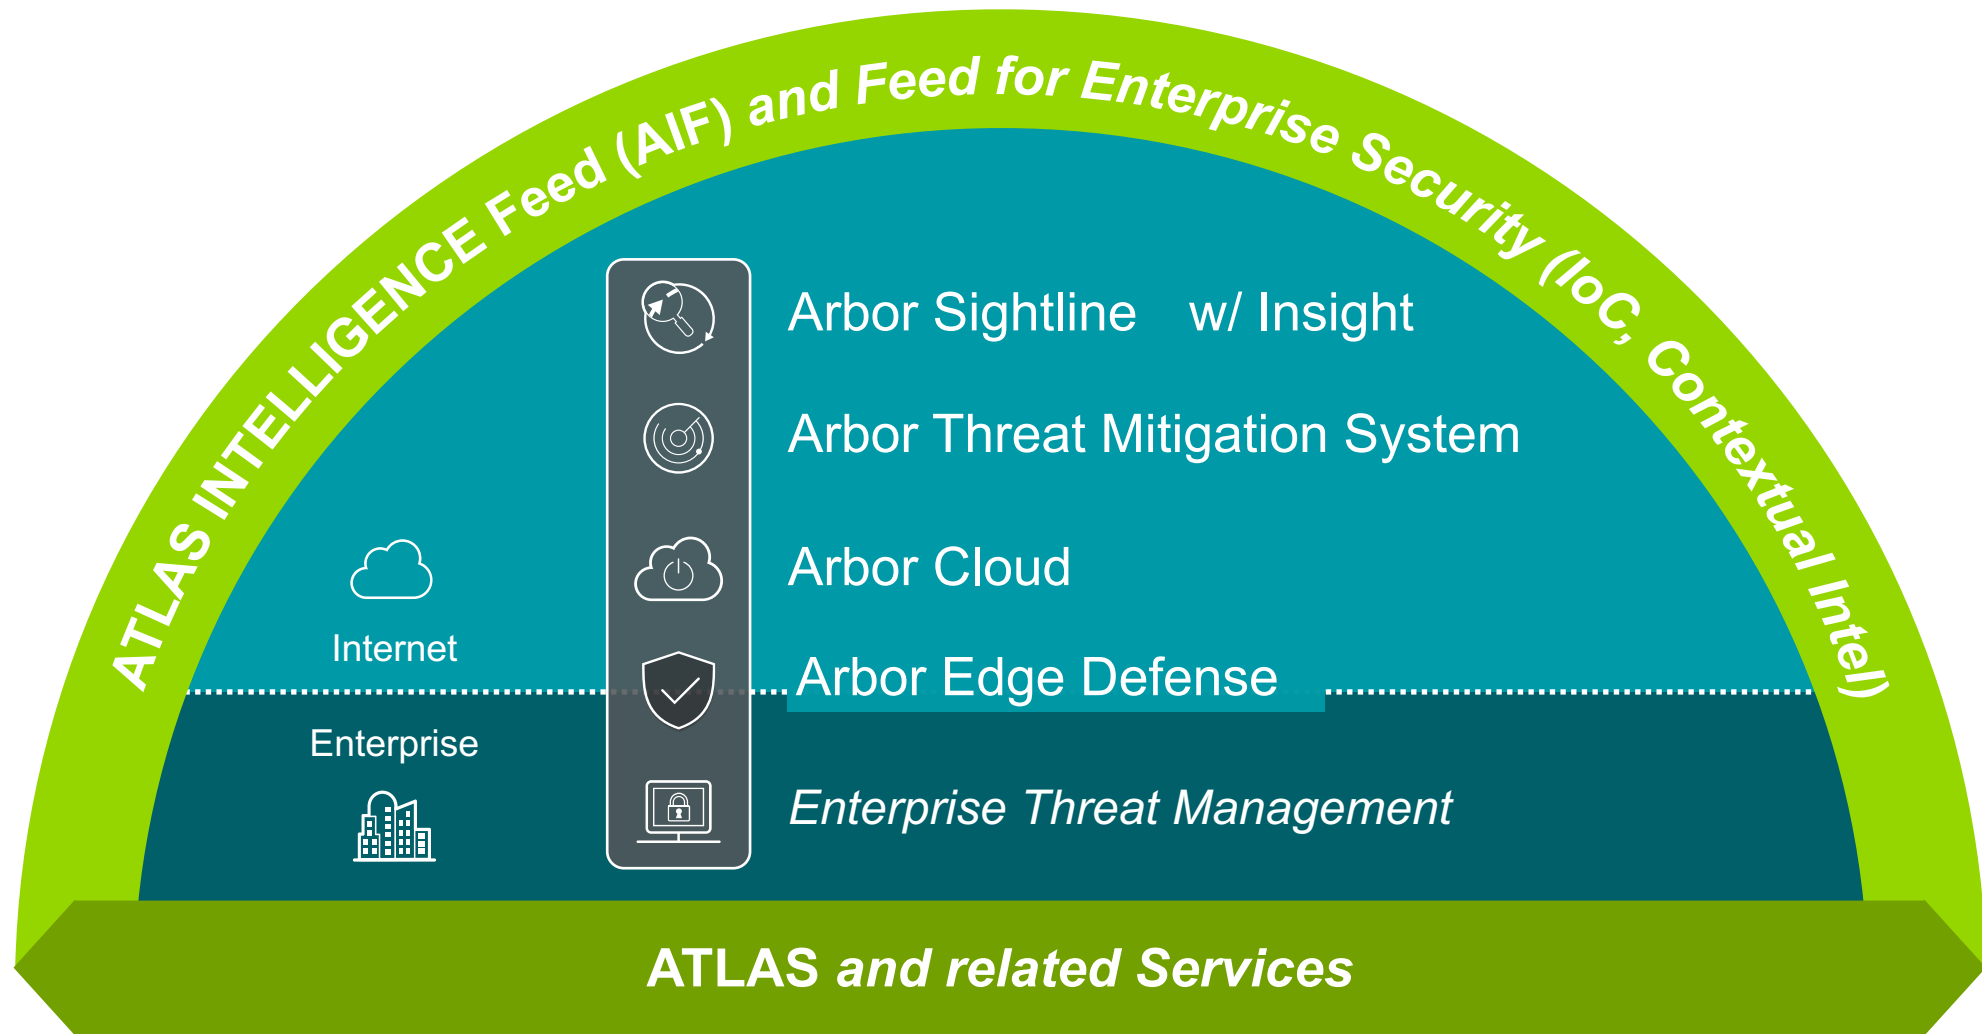 ATLAS INTELLIGENCE Feed (AIF) and Feed for Enterprise Security (IoC, Contextual Intel)
Arbor Sightline w/ Insight
Arbor Threat Mitigation System
Arbor Cloud
Internet
Arbor Edge Defense
Enterprise
Enterprise Threat Management
ATLAS and related Services